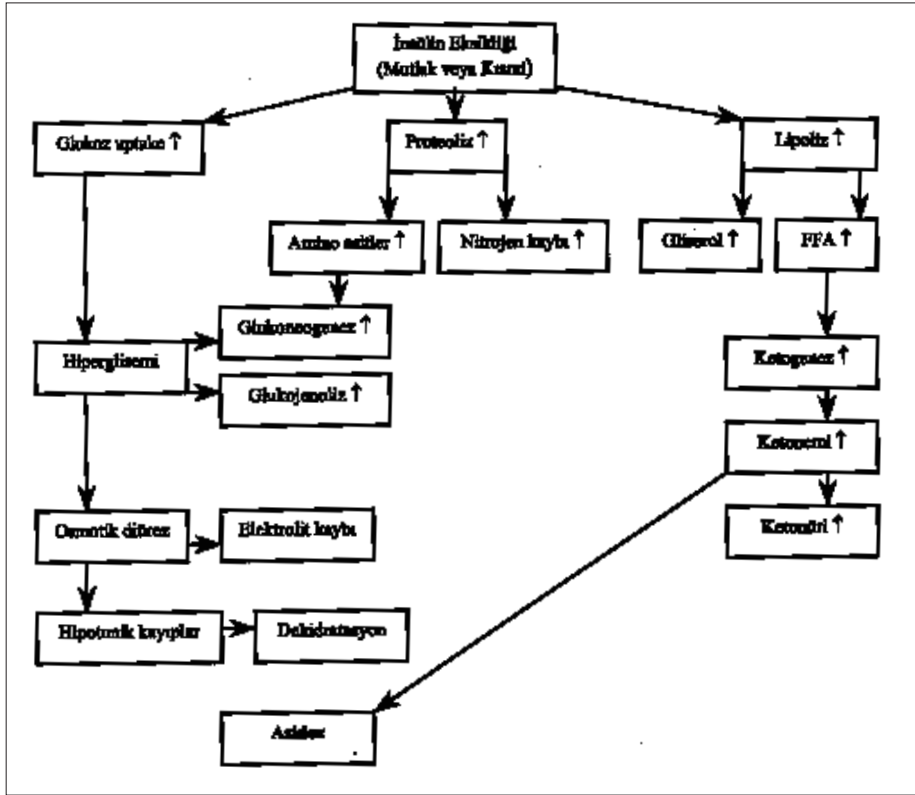 İnsülin Eksikliği
(Mutlak veya Kısmi)
Glukoz uptake ↑
Proteoliz ↑
Lipoliz ↑
Amino asitler ↑
Nitrojen kaybı ↑
Gliserol ↑
FFA ↑
Glukoneogenez ↑
Hiperglisemi
Glukojenoliz ↑
Ketogenez ↑
Ketonemi ↑
Osmotik diürez
Elektrolit kaybı
Ketonüri ↑
Hipotonik kayıplar
Dehidratasyon
Asidoz